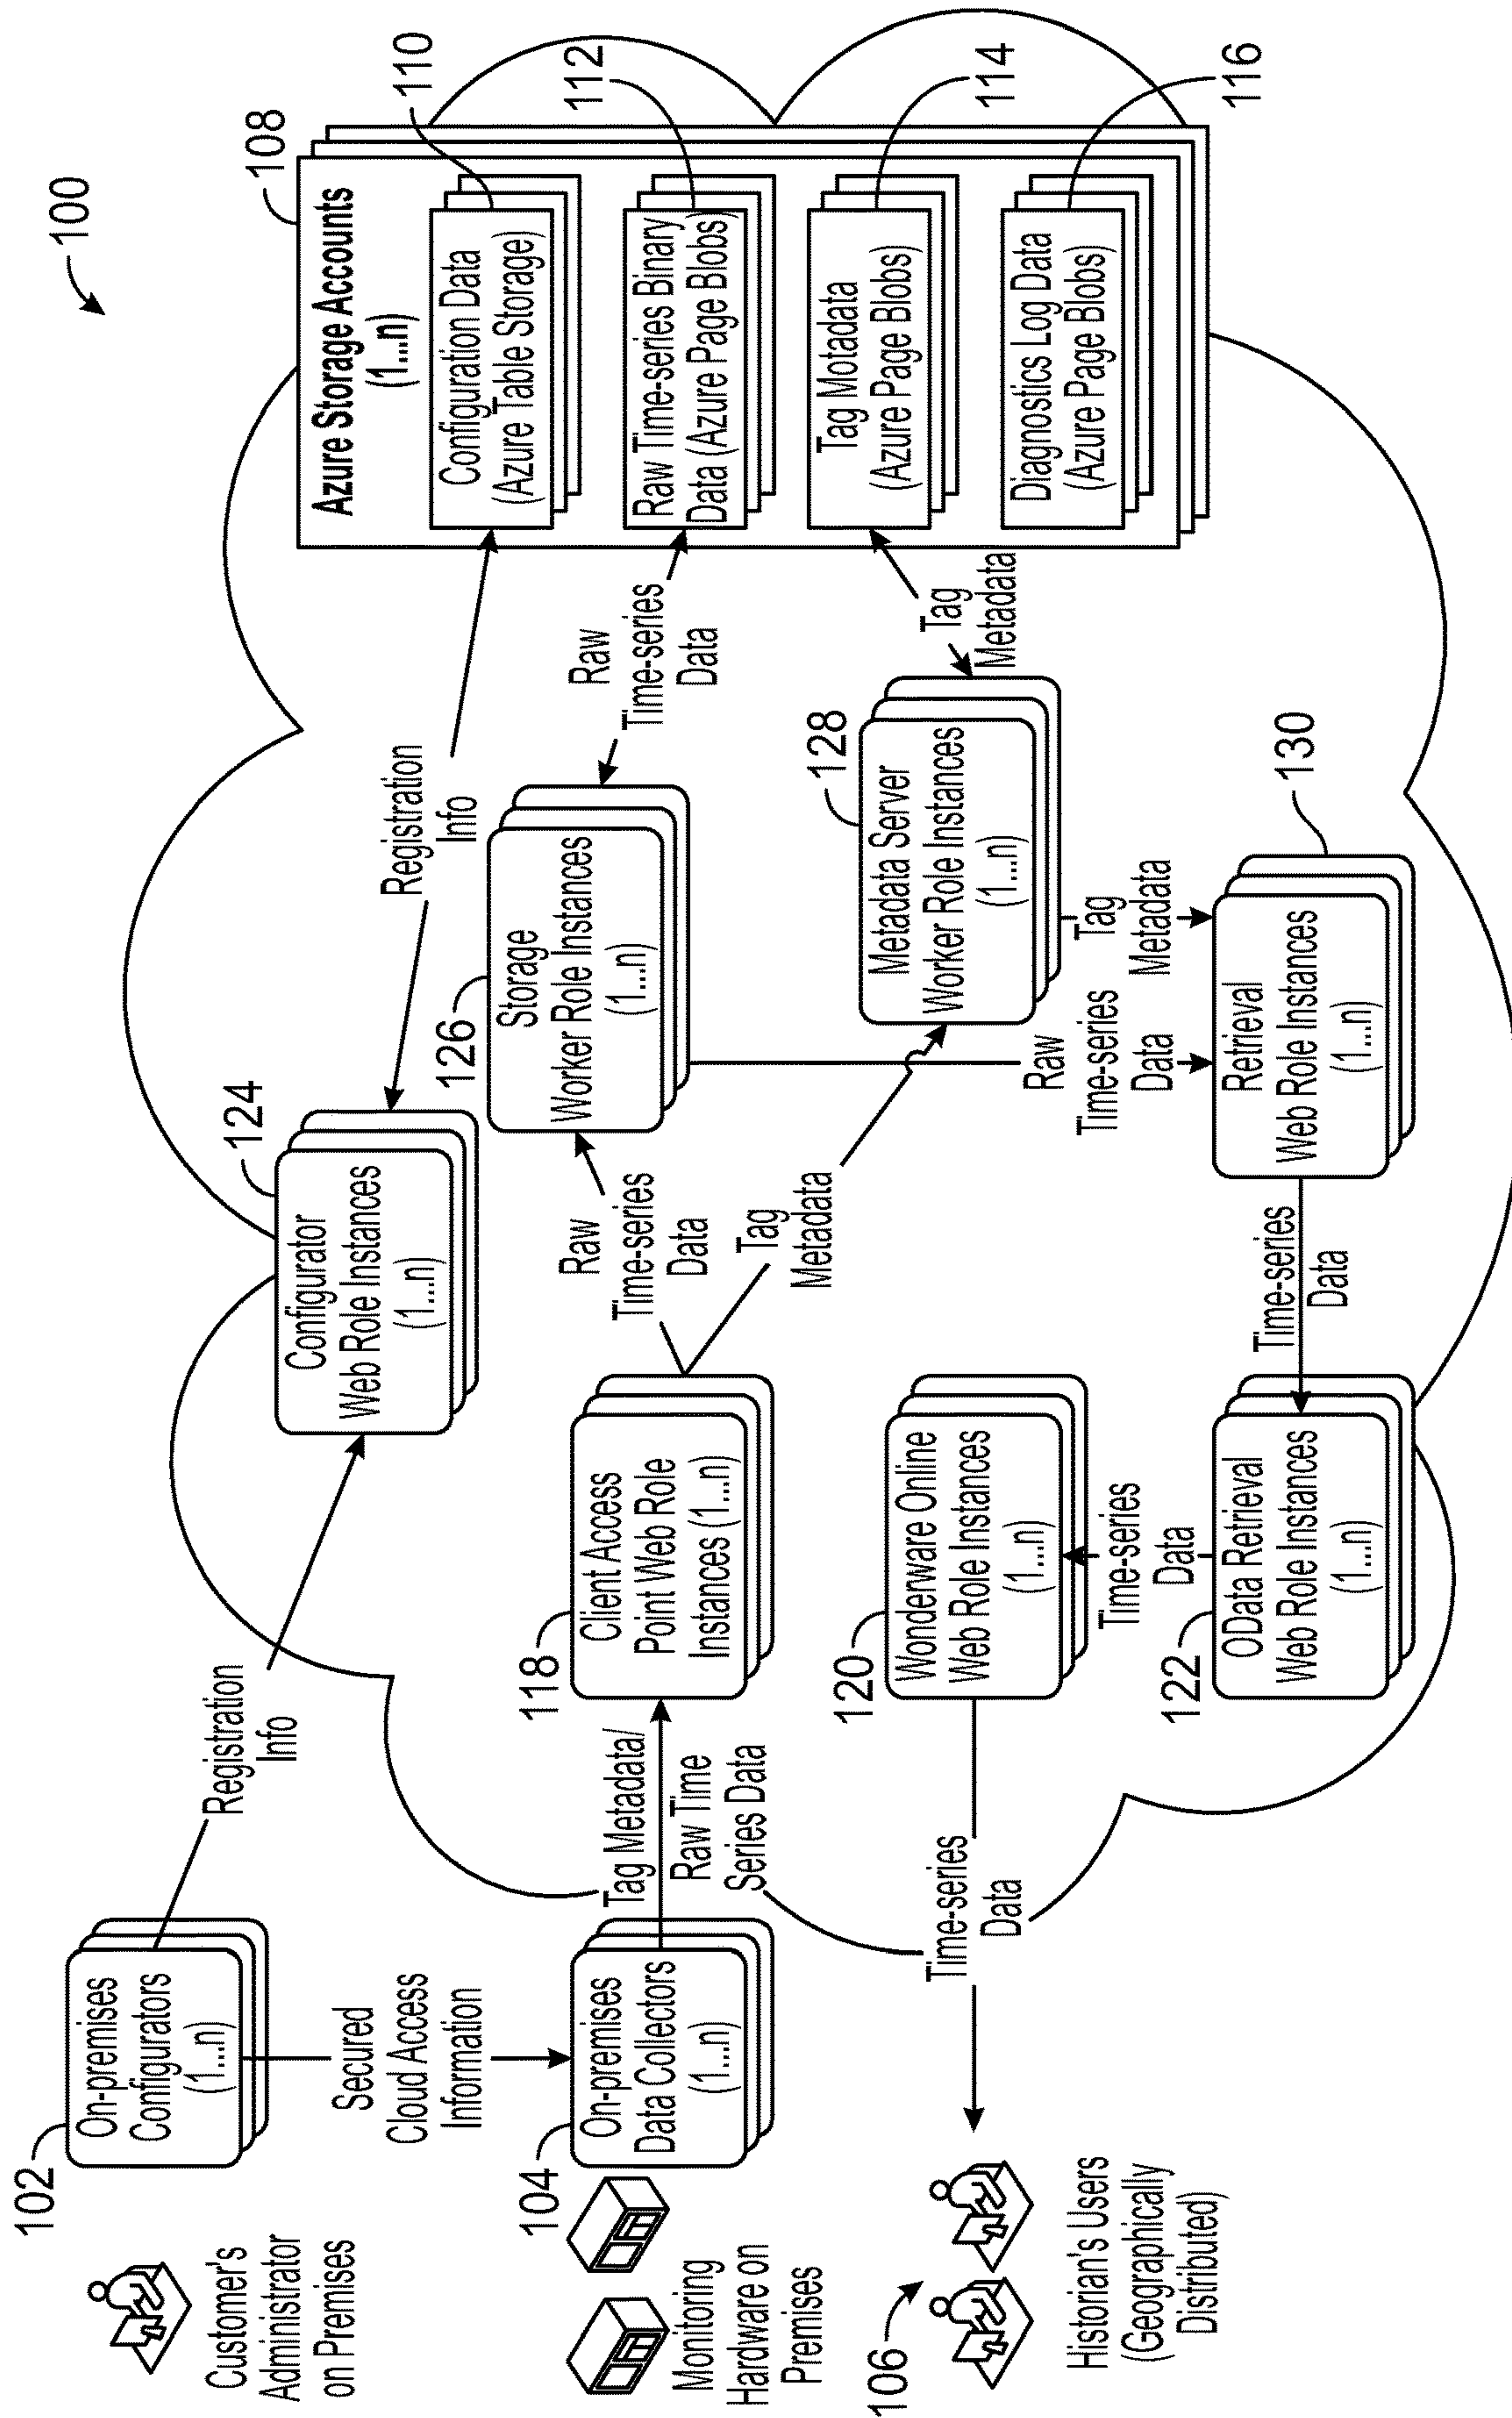 100
102
On-premises
Configurators
(1...n)
Customer's
Administrator
on Premises
Secured
Cloud Access
Information
104
On-premises
Data Collectors
(1...n)
Monitoring
Hardware on
Premises
106
Historian's Users
(Geographically
Distributed)
Registration
Info
Tag Metadata/
Raw Time
Series Data
Time-series
Data
124
Configurator
Web Role Instances
(1...n)
118
Client Access
Point Web Role
Instances (1...n)
120
Wonderware Online
Web Role Instances
(1...n)
Time-series
Data
122
OData Retrieval
Web Role Instances
(1...n)
Raw
Time-series
Data
Tag
Metadata
Time-series
Data
Registration
Info
126
Storage
Worker Role Instances
(1...n)
128
Metadata Server
Worker Role Instances
(1...n)
Raw
Time-series
Data
Tag
Metadata
130
Retrieval
Web Role Instances
(1...n)
Raw
Time-series
Data
Tag
Metadata
108
Azure Storage Accounts
(1...n)
110
Configuration Data
(Azure Table Storage)
112
Raw Time-series Binary
Data (Azure Page Blobs)
114
Tag Motadata
(Azure Page Blobs)
116
Diagnostics Log Data
(Azure Page Blobs)